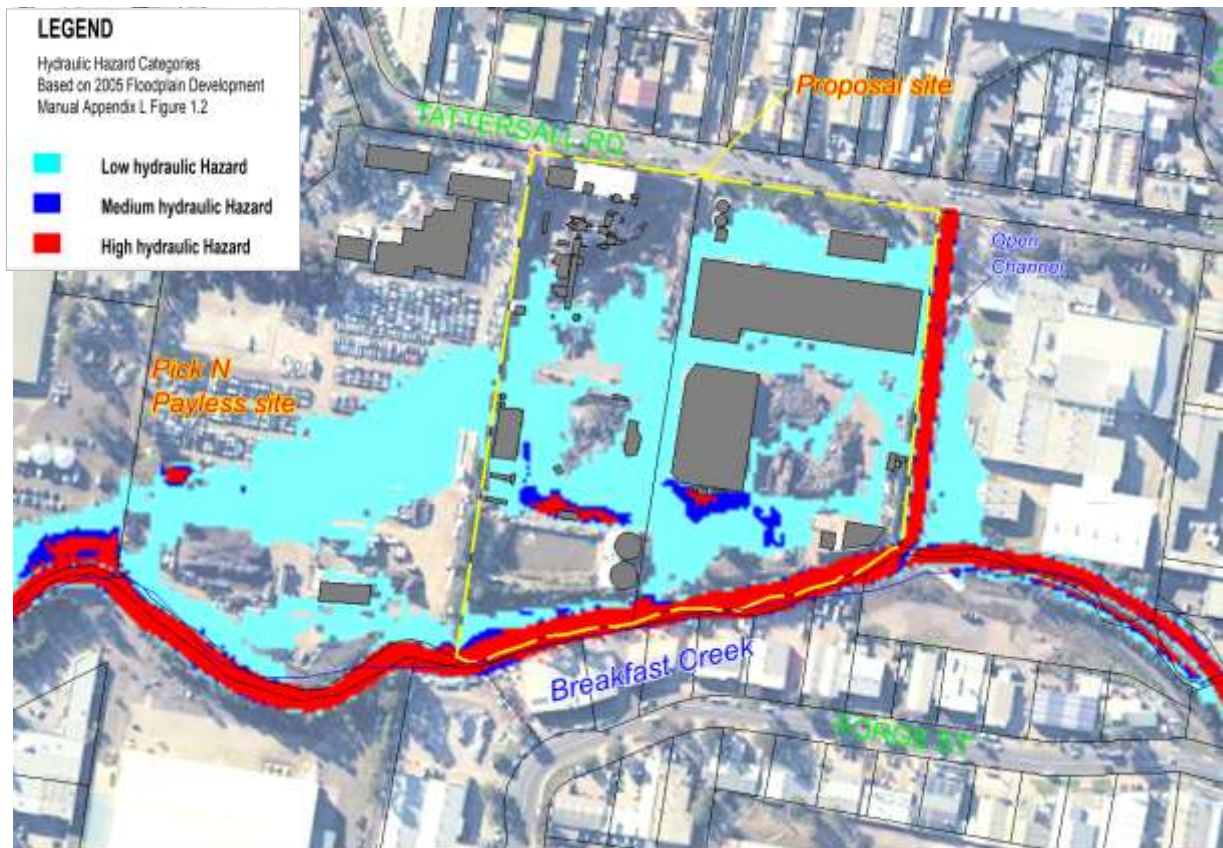 LEGEND
Hydraulic Hazard Categories
Based on 2005 Floodplain Development
Manual Appendix L Figure 1.2
Low hydraulic Hazard
Medium hydraulic Hazard
High hydraulic Hazard
Proposal site
TATTERSALL RD
Open
Channel
Pick N
Payless site
Breakfast Creek
FORGE ST